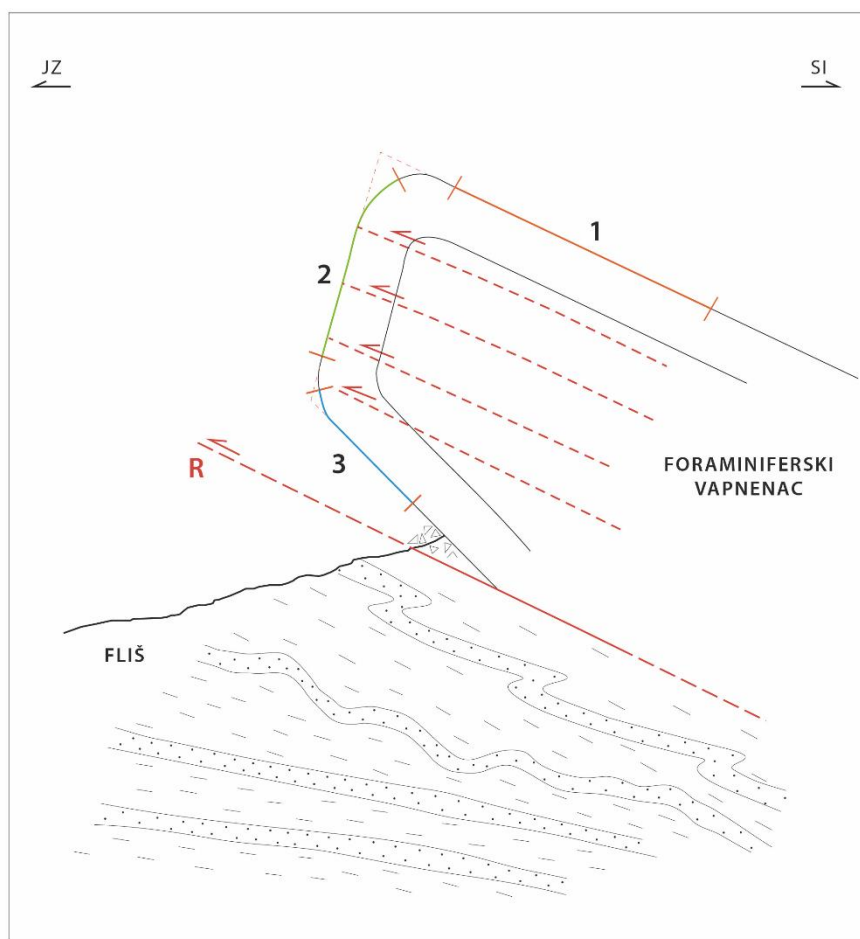 JZ
SI
1
2
3
R
FORAMINIFERSKI
VAPNENAC
FLIŠ